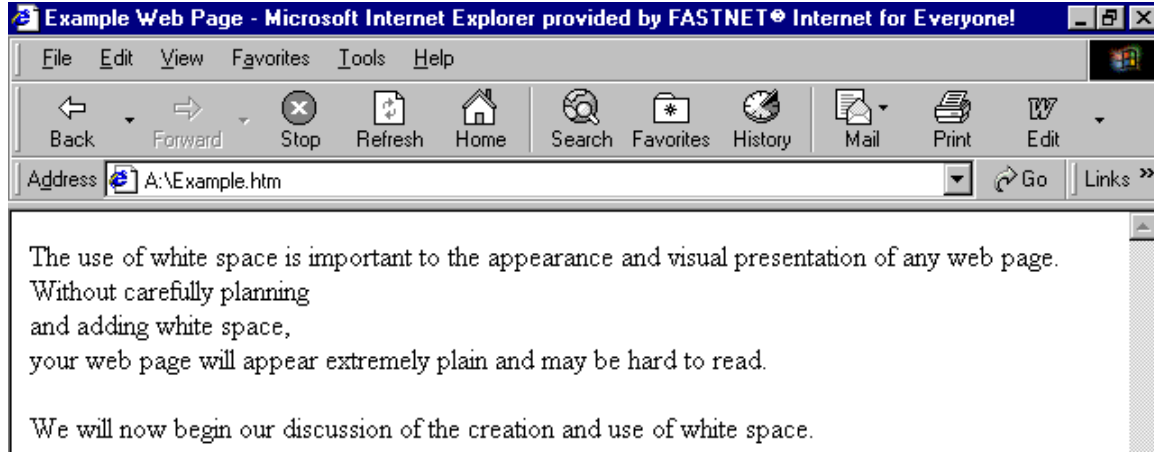 Example Web Page - Microsoft Internet Explorer provided by FASTNET® Internet for Everyone!
File Edit View Favorites Tools Help
Back Forward Stop Refresh Home Search Favorites History Mail Print Edit
Address A:\Example.htm Go Links »
The use of white space is important to the appearance and visual presentation of any web page.
Without carefully planning
and adding white space,
your web page will appear extremely plain and may be hard to read.
We will now begin our discussion of the creation and use of white space.